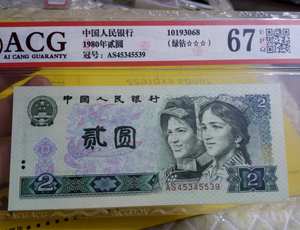 ACG
AI CANG GUARANTY
中国人民银行
1980年贰圆
冠号: AS45345539
10193068
(绿钻☆☆☆)
67
中国人民银行
贰圆
2
2
AS45345539
2